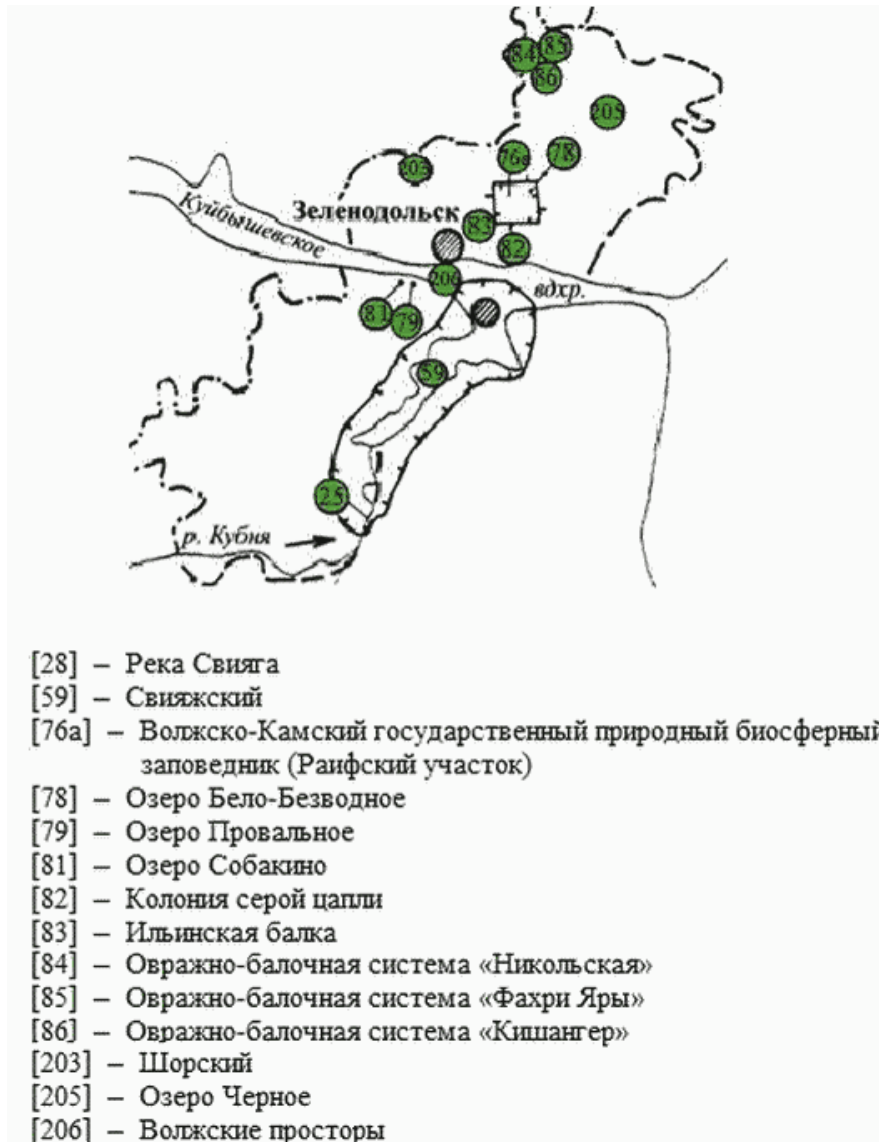 84
85
86
205
203
76а
78
Куйбышевское
Зеленодольск
83
82
206
вдхр.
81
79
59
25
р. Кубня
[28] – Река Свияга
[59] – Свияжский
[76а] – Волжско-Камский государственный природный биосферный
заповедник (Раифский участок)
[78] – Озеро Бело-Безводное
[79] – Озеро Провальное
[81] – Озеро Собакино
[82] – Колония серой цапли
[83] – Ильинская балка
[84] – Овражно-балочная система «Никольская»
[85] – Овражно-балочная система «Фахри Яры»
[86] – Овражно-балочная система «Кишангер»
[203] – Шорский
[205] – Озеро Черное
[206] – Волжские просторы